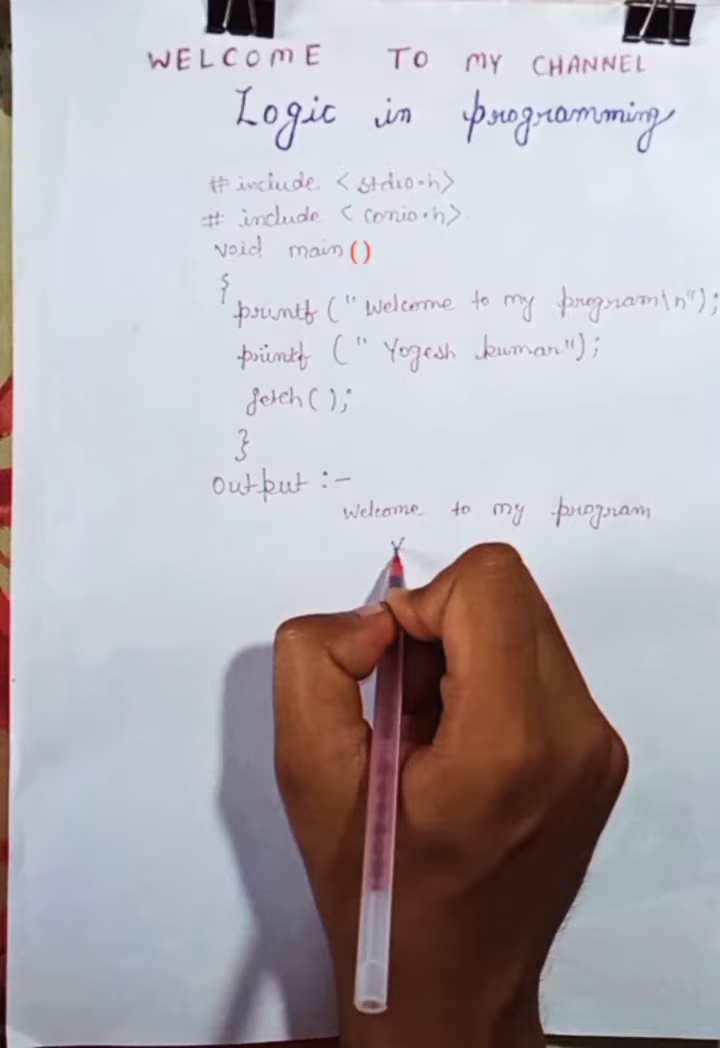 WELCOME TO MY CHANNEL
Logic in programming
# include <stdio.h>
# include <conio.h>
void main ()
{
printf ("Welcome to my program\n");
printf (" Yogesh kumar");
getch();
}
output :-
Welcome to my program
Y